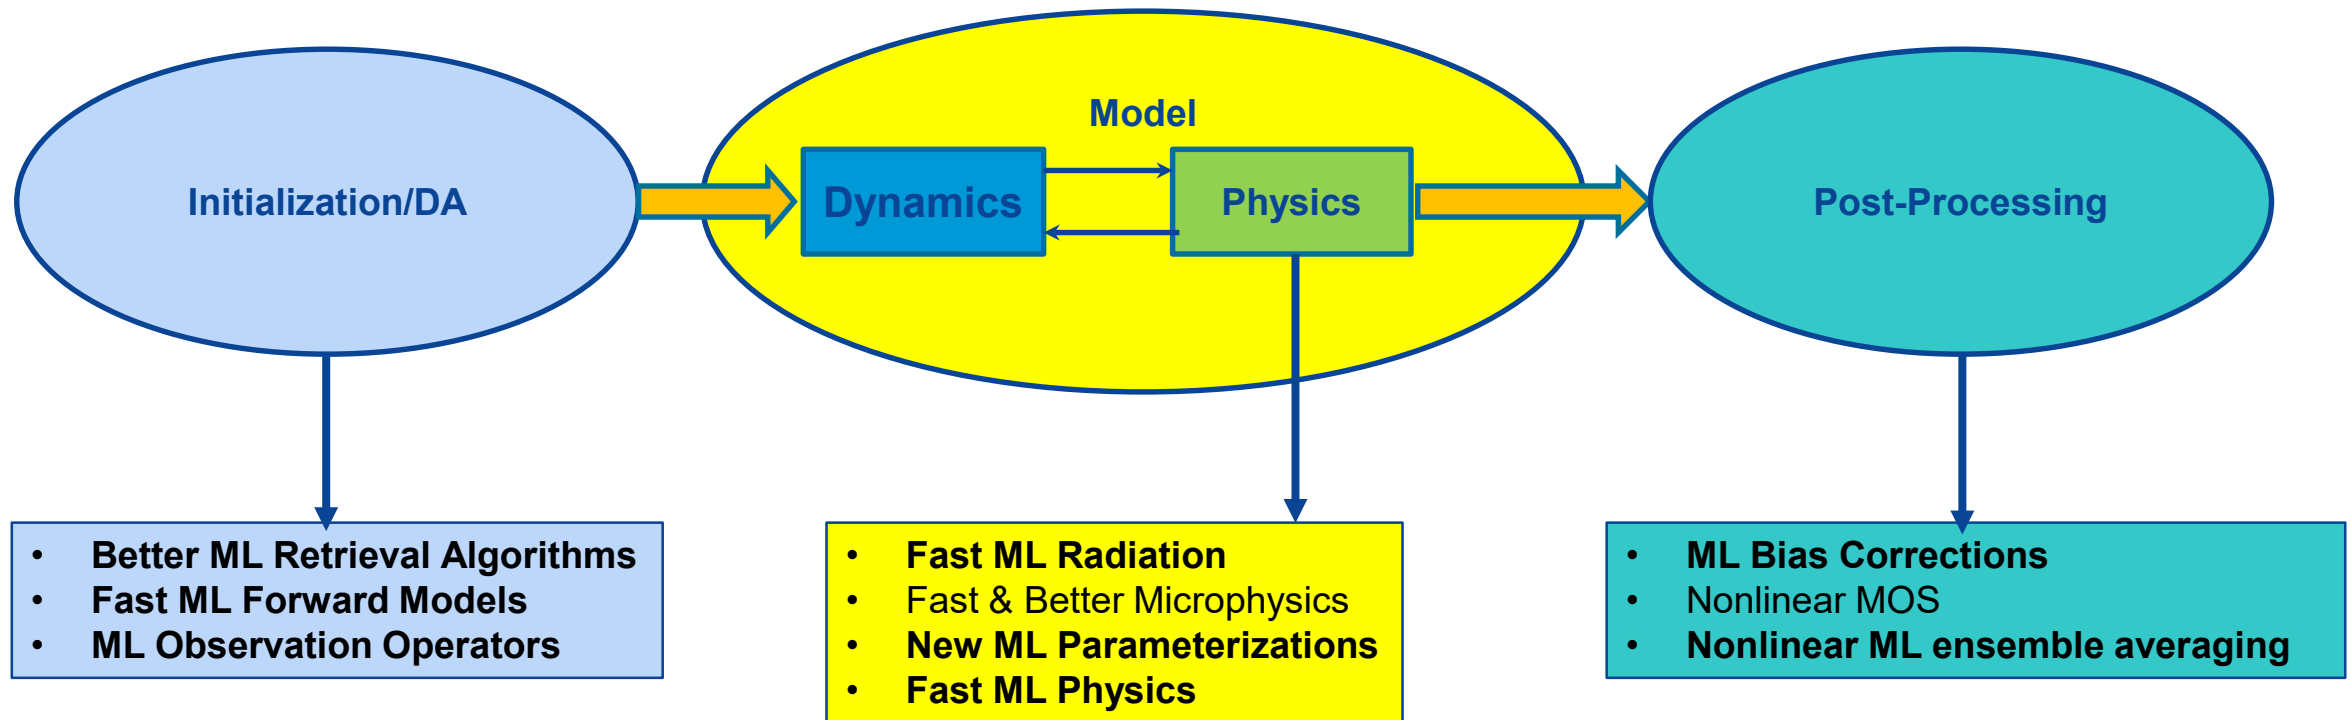 Model
Initialization/DA
Dynamics
Physics
Post-Processing
• Better ML Retrieval Algorithms
• Fast ML Forward Models
• ML Observation Operators
• Fast ML Radiation
• Fast & Better Microphysics
• New ML Parameterizations
• Fast ML Physics
• ML Bias Corrections
• Nonlinear MOS
• Nonlinear ML ensemble averaging